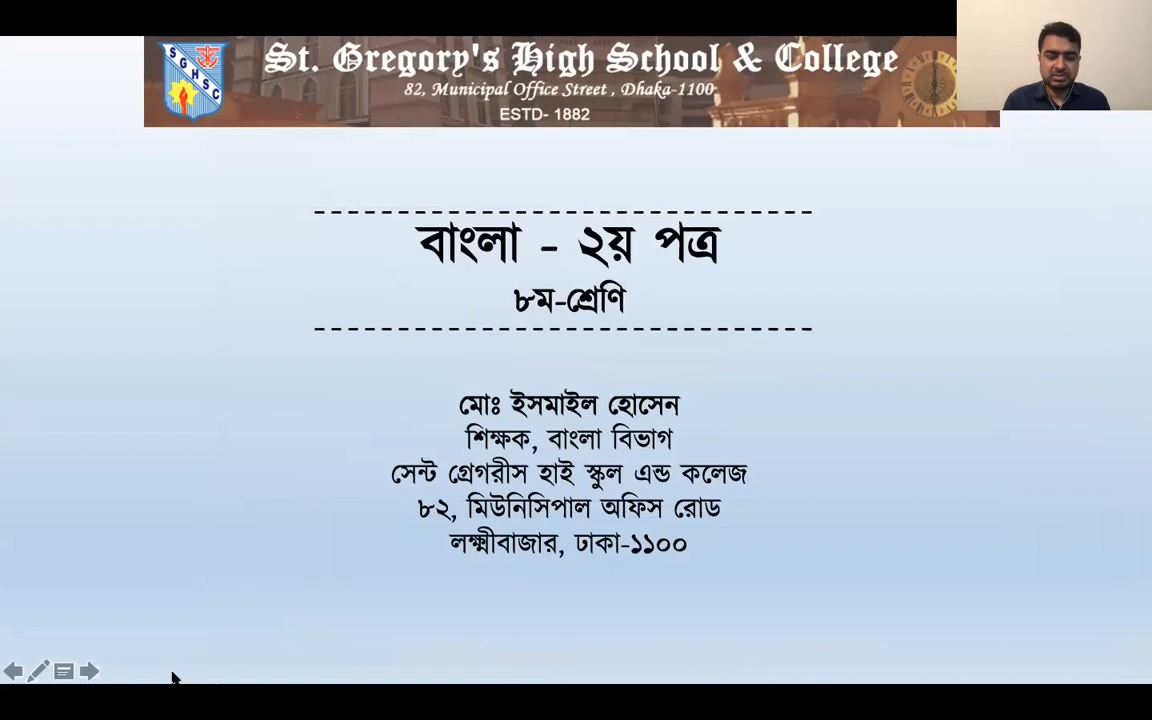 SGHSC
St. Gregory's High School & College
82, Municipal Office Street , Dhaka-1100
ESTD- 1882
বাংলা - ২য় পত্র
৮ম-শ্রেণি
মোঃ ইসমাইল হোসেন
শিক্ষক, বাংলা বিভাগ
সেন্ট গ্রেগরীস হাই স্কুল এন্ড কলেজ
৮২, মিউনিসিপাল অফিস রোড
লক্ষ্মীবাজার, ঢাকা-১১০০